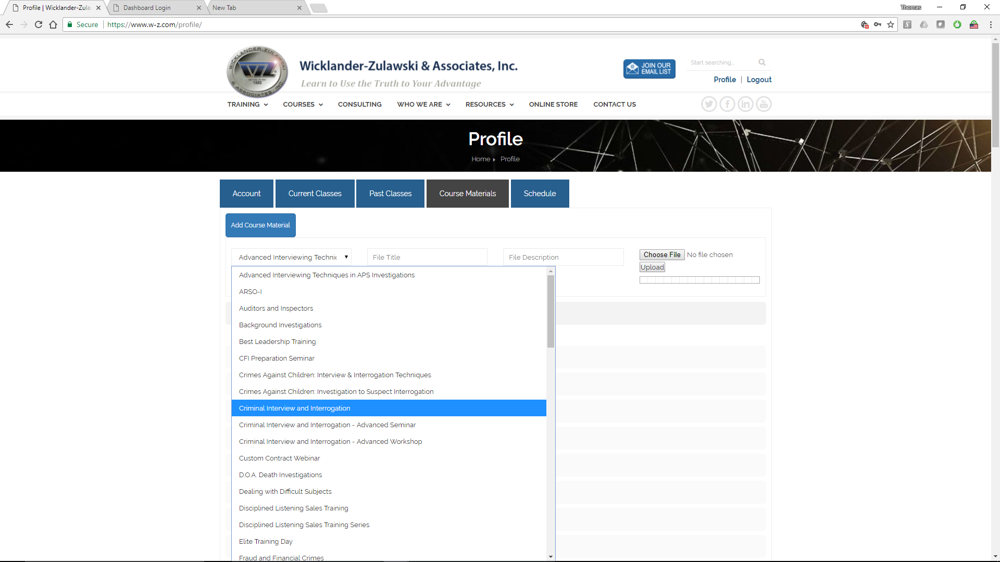 Profile | Wicklander-Zula
Dashboard Login
New Tab
Thomas
Secure
https://www.w-z.com/profile/
WICKLANDER-ZULAWSKI
WZ
ESTABLISHED
1982
& ASSOCIATES, INC
Wicklander-Zulawski & Associates, Inc.
Learn to Use the Truth to Your Advantage
JOIN OUR
EMAIL LIST
Start searching...
Profile | Logout
TRAINING
COURSES
CONSULTING
WHO WE ARE
RESOURCES
ONLINE STORE
CONTACT US
Profile
Home
Profile
Account
Current Classes
Past Classes
Course Materials
Schedule
Add Course Material
Advanced Interviewing Technic
File Title
File Description
Choose File
No file chosen
Upload
Advanced Interviewing Techniques in APS Investigations
ARSO-I
Auditors and Inspectors
Background Investigations
Best Leadership Training
CFI Preparation Seminar
Crimes Against Children: Interview & Interrogation Techniques
Crimes Against Children: Investigation to Suspect Interrogation
Criminal Interview and Interrogation
Criminal Interview and Interrogation - Advanced Seminar
Criminal Interview and Interrogation - Advanced Workshop
Custom Contract Webinar
D.O.A. Death Investigations
Dealing with Difficult Subjects
Disciplined Listening Sales Training
Disciplined Listening Sales Training Series
Elite Training Day
Fraud and Financial Crimes